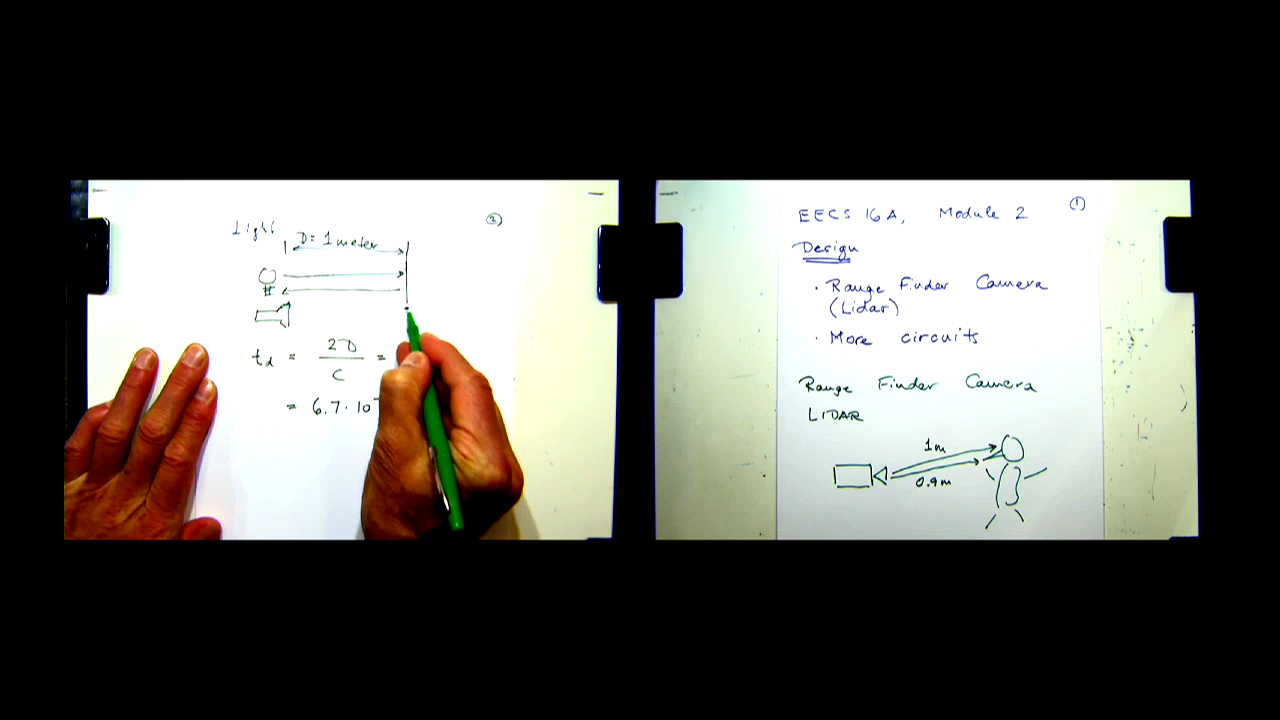 ②
Light
D = 1 meter
t_d = 2D / c =
= 6.7 · 10
①
EECS 16A, Module 2
Design
· Range Finder Camera
(Lidar)
· More circuits
Range Finder Camera
LIDAR
1m
0.9m